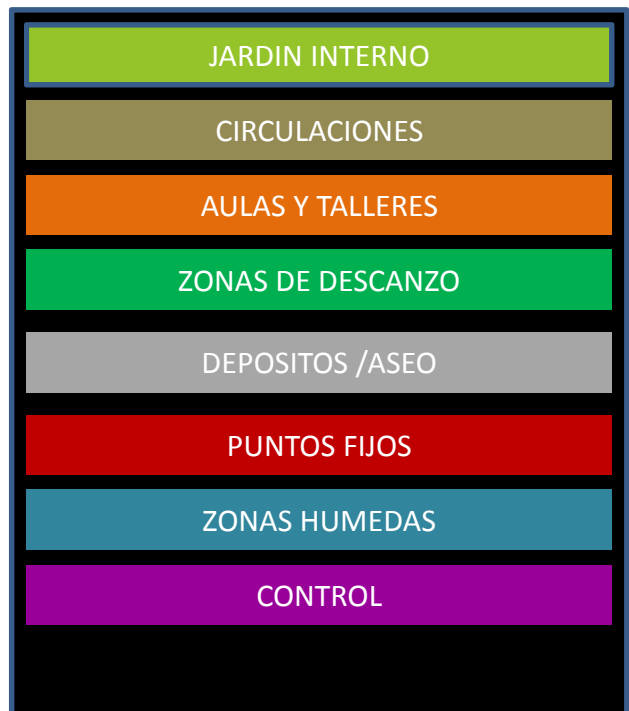 JARDIN INTERNO
CIRCULACIONES
AULAS Y TALLERES
ZONAS DE DESCANZO
DEPOSITOS /ASEO
PUNTOS FIJOS
ZONAS HUMEDAS
CONTROL